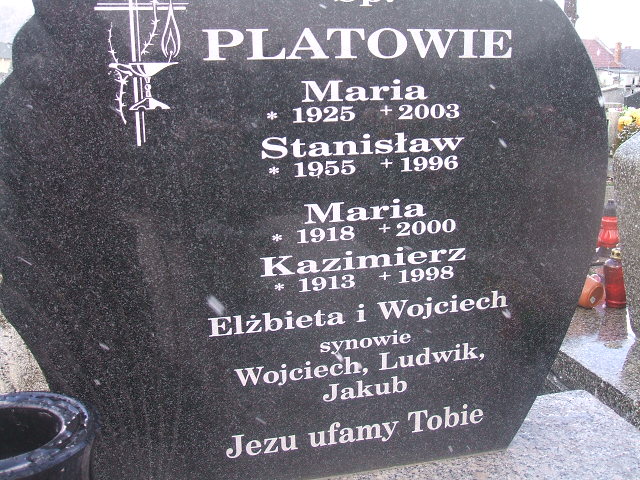 Śp.
PLATOWIE
Maria
* 1925 + 2003
Stanisław
* 1955 + 1996
Maria
* 1918 + 2000
Kazimierz
* 1913 + 1998
Elżbieta i Wojciech
synowie
Wojciech, Ludwik,
Jakub
Jezu ufamy Tobie